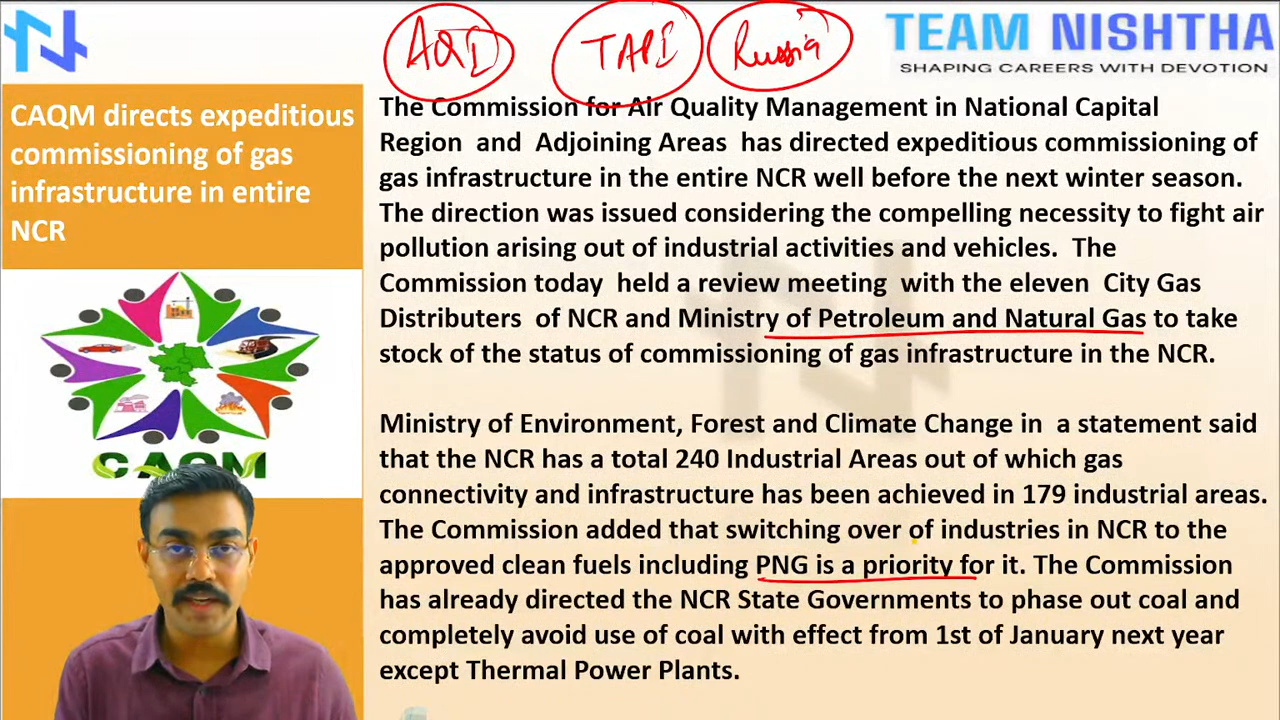 AQI
TAPI
Russia
TEAM NISHTHA
SHAPING CAREERS WITH DEVOTION
CAQM directs expeditious
commissioning of gas
infrastructure in entire
NCR
The Commission for Air Quality Management in National Capital
Region and Adjoining Areas has directed expeditious commissioning of
gas infrastructure in the entire NCR well before the next winter season.
The direction was issued considering the compelling necessity to fight air
pollution arising out of industrial activities and vehicles. The
Commission today held a review meeting with the eleven City Gas
Distributers of NCR and Ministry of Petroleum and Natural Gas to take
stock of the status of commissioning of gas infrastructure in the NCR.
Ministry of Environment, Forest and Climate Change in a statement said
that the NCR has a total 240 Industrial Areas out of which gas
connectivity and infrastructure has been achieved in 179 industrial areas.
The Commission added that switching over of industries in NCR to the
approved clean fuels including PNG is a priority for it. The Commission
has already directed the NCR State Governments to phase out coal and
completely avoid use of coal with effect from 1st of January next year
except Thermal Power Plants.
CAQM